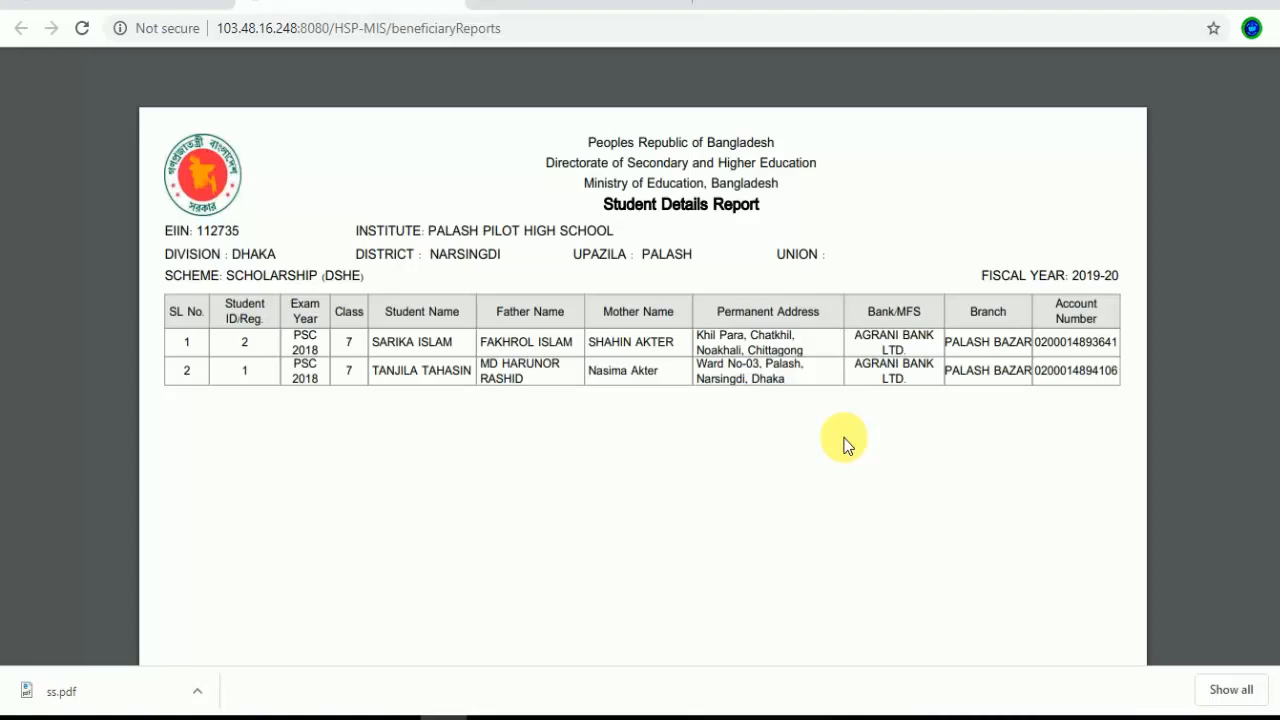 Not secure
103.48.16.248:8080/HSP-MIS/beneficiaryReports
গণপ্রজাতন্ত্রী বাংলাদেশ
সরকার
Peoples Republic of Bangladesh
Directorate of Secondary and Higher Education
Ministry of Education, Bangladesh
Student Details Report
EIIN: 112735 INSTITUTE: PALASH PILOT HIGH SCHOOL
DIVISION : DHAKA DISTRICT : NARSINGDI UPAZILA : PALASH UNION :
SCHEME: SCHOLARSHIP (DSHE) FISCAL YEAR: 2019-20
SL No. Student Exam Class Student Name Father Name Mother Name Permanent Address Bank/MFS Branch Account
ID/Reg. Year Number
1 2 PSC 7 SARIKA ISLAM FAKHROL ISLAM SHAHIN AKTER Khil Para, Chatkhil, AGRANI BANK PALASH BAZAR 0200014893641
2018 Noakhali, Chittagong LTD.
2 1 PSC 7 TANJILA TAHASIN MD HARUNOR Nasima Akter Ward No-03, Palash, AGRANI BANK PALASH BAZAR 0200014894106
2018 RASHID Narsingdi, Dhaka LTD.
ss.pdf Show all